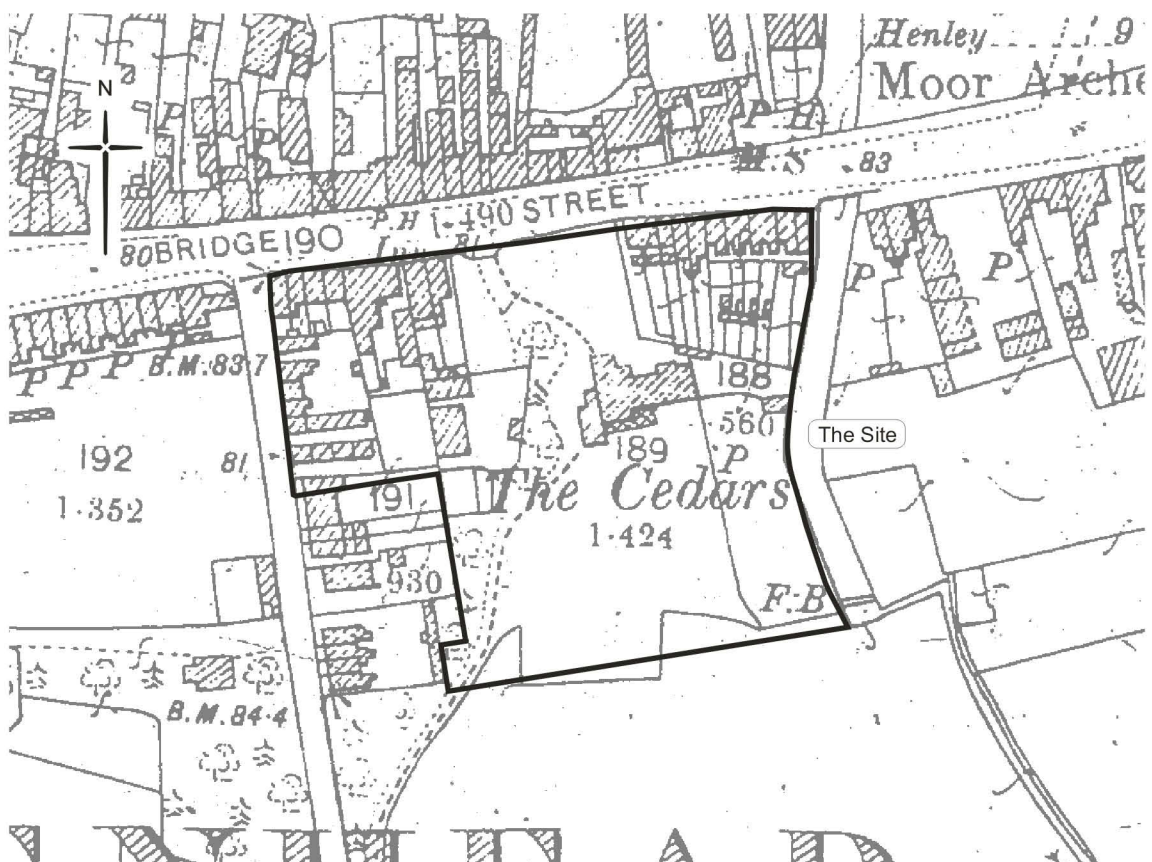 Henley 9
Moor Arche
N
P
P
P.H.
M.S
83
P.H 1·490 STREET
80 BRIDGE 190
P
P
P P P P
B.M. 83·7
188
560
The Site
192
81
189
P
191
The Cedars
1·352
1·424
930
F.B
B.M. 84·4